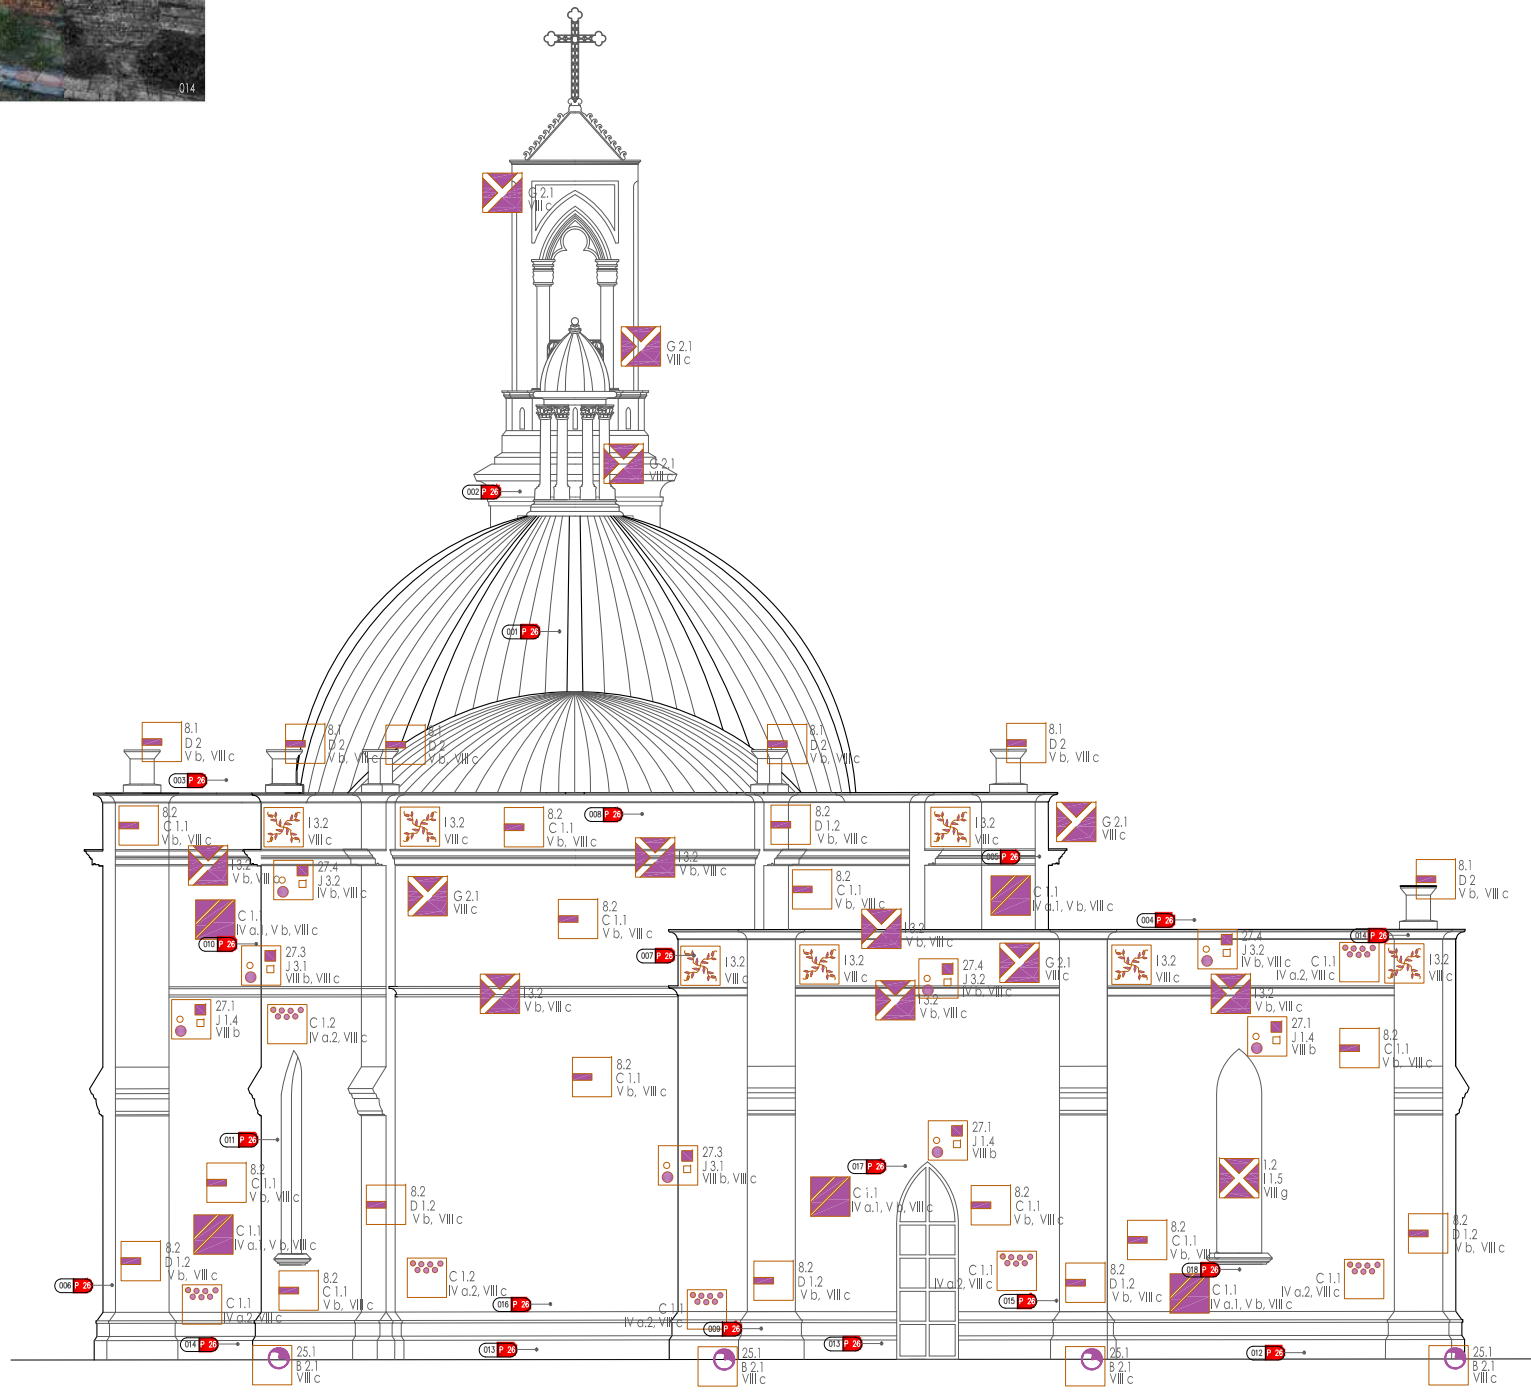 014
G 2.1
VIII c
G 2.1
VIII c
G 2.1
VIII c
002 P 26
001 P 26
8.1
D 2
V b, VIII c
8.1
D 2
V b, VIII c
8.1
D 2
V b, VIII c
8.1
D 2
V b, VIII c
8.1
D 2
V b, VIII c
003 P 26
8.2
C 1.1
V b, VIII c
I 3.2
VIII c
I 3.2
VIII c
8.2
C 1.1
V b, VIII c
008 P 26
8.2
D 1.2
V b, VIII c
I 3.2
VIII c
G 2.1
VIII c
I 3.2
V b, VIII c
27.4
J 3.2
IV b, VIII c
I 3.2
V b, VIII c
005 P 26
8.1
D 2
V b, VIII c
G 2.1
VIII c
8.2
C 1.1
V b, VIII c
C 1.1
IV a.1, V b, VIII c
C 1.1
IV a.1, V b, VIII c
8.2
C 1.1
V b, VIII c
004 P 26
010 P 26
I 3.2
V b, VIII c
27.4
J 3.2
IV b, VIII c
014 P 26
27.3
J 3.1
VIII b, VIII c
007 P 26
I 3.2
VIII c
I 3.2
VIII c
27.4
J 3.2
IV b, VIII c
G 2.1
VIII c
I 3.2
VIII c
C 1.1
IV a.2, VIII c
I 3.2
VIII c
I 3.2
V b, VIII c
I 3.2
V b, VIII c
I 3.2
V b, VIII c
27.1
J 1.4
VIII b
C 1.2
IV a.2, VIII c
27.1
J 1.4
VIII b
8.2
C 1.1
V b, VIII c
8.2
C 1.1
V b, VIII c
011 P 26
27.1
J 1.4
VIII b
27.3
J 3.1
VIII b, VIII c
017 P 26
1.2
I 1.5
VIII g
8.2
C 1.1
V b, VIII c
8.2
D 1.2
V b, VIII c
C 1.1
IV a.1, V b, VIII c
8.2
C 1.1
V b, VIII c
C 1.1
IV a.1, V b, VIII c
8.2
C 1.1
V b, VIII c
8.2
D 1.2
V b, VIII c
8.2
D 1.2
V b, VIII c
006 P 26
8.2
C 1.1
V b, VIII c
C 1.2
IV a.2, VIII c
8.2
D 1.2
V b, VIII c
C 1.1
IV a.2, VIII c
8.2
D 1.2
V b, VIII c
018 P 26
C 1.1
IV a.1, V b, VIII c
C 1.1
IV a.2, VIII c
C 1.1
IV a.2, VIII c
016 P 26
C 1.1
IV a.2, VIII c
015 P 26
009 P 26
014 P 26
013 P 26
013 P 26
012 P 26
25.1
B 2.1
VIII c
25.1
B 2.1
VIII c
25.1
B 2.1
VIII c
25.1
B 2.1
VIII c